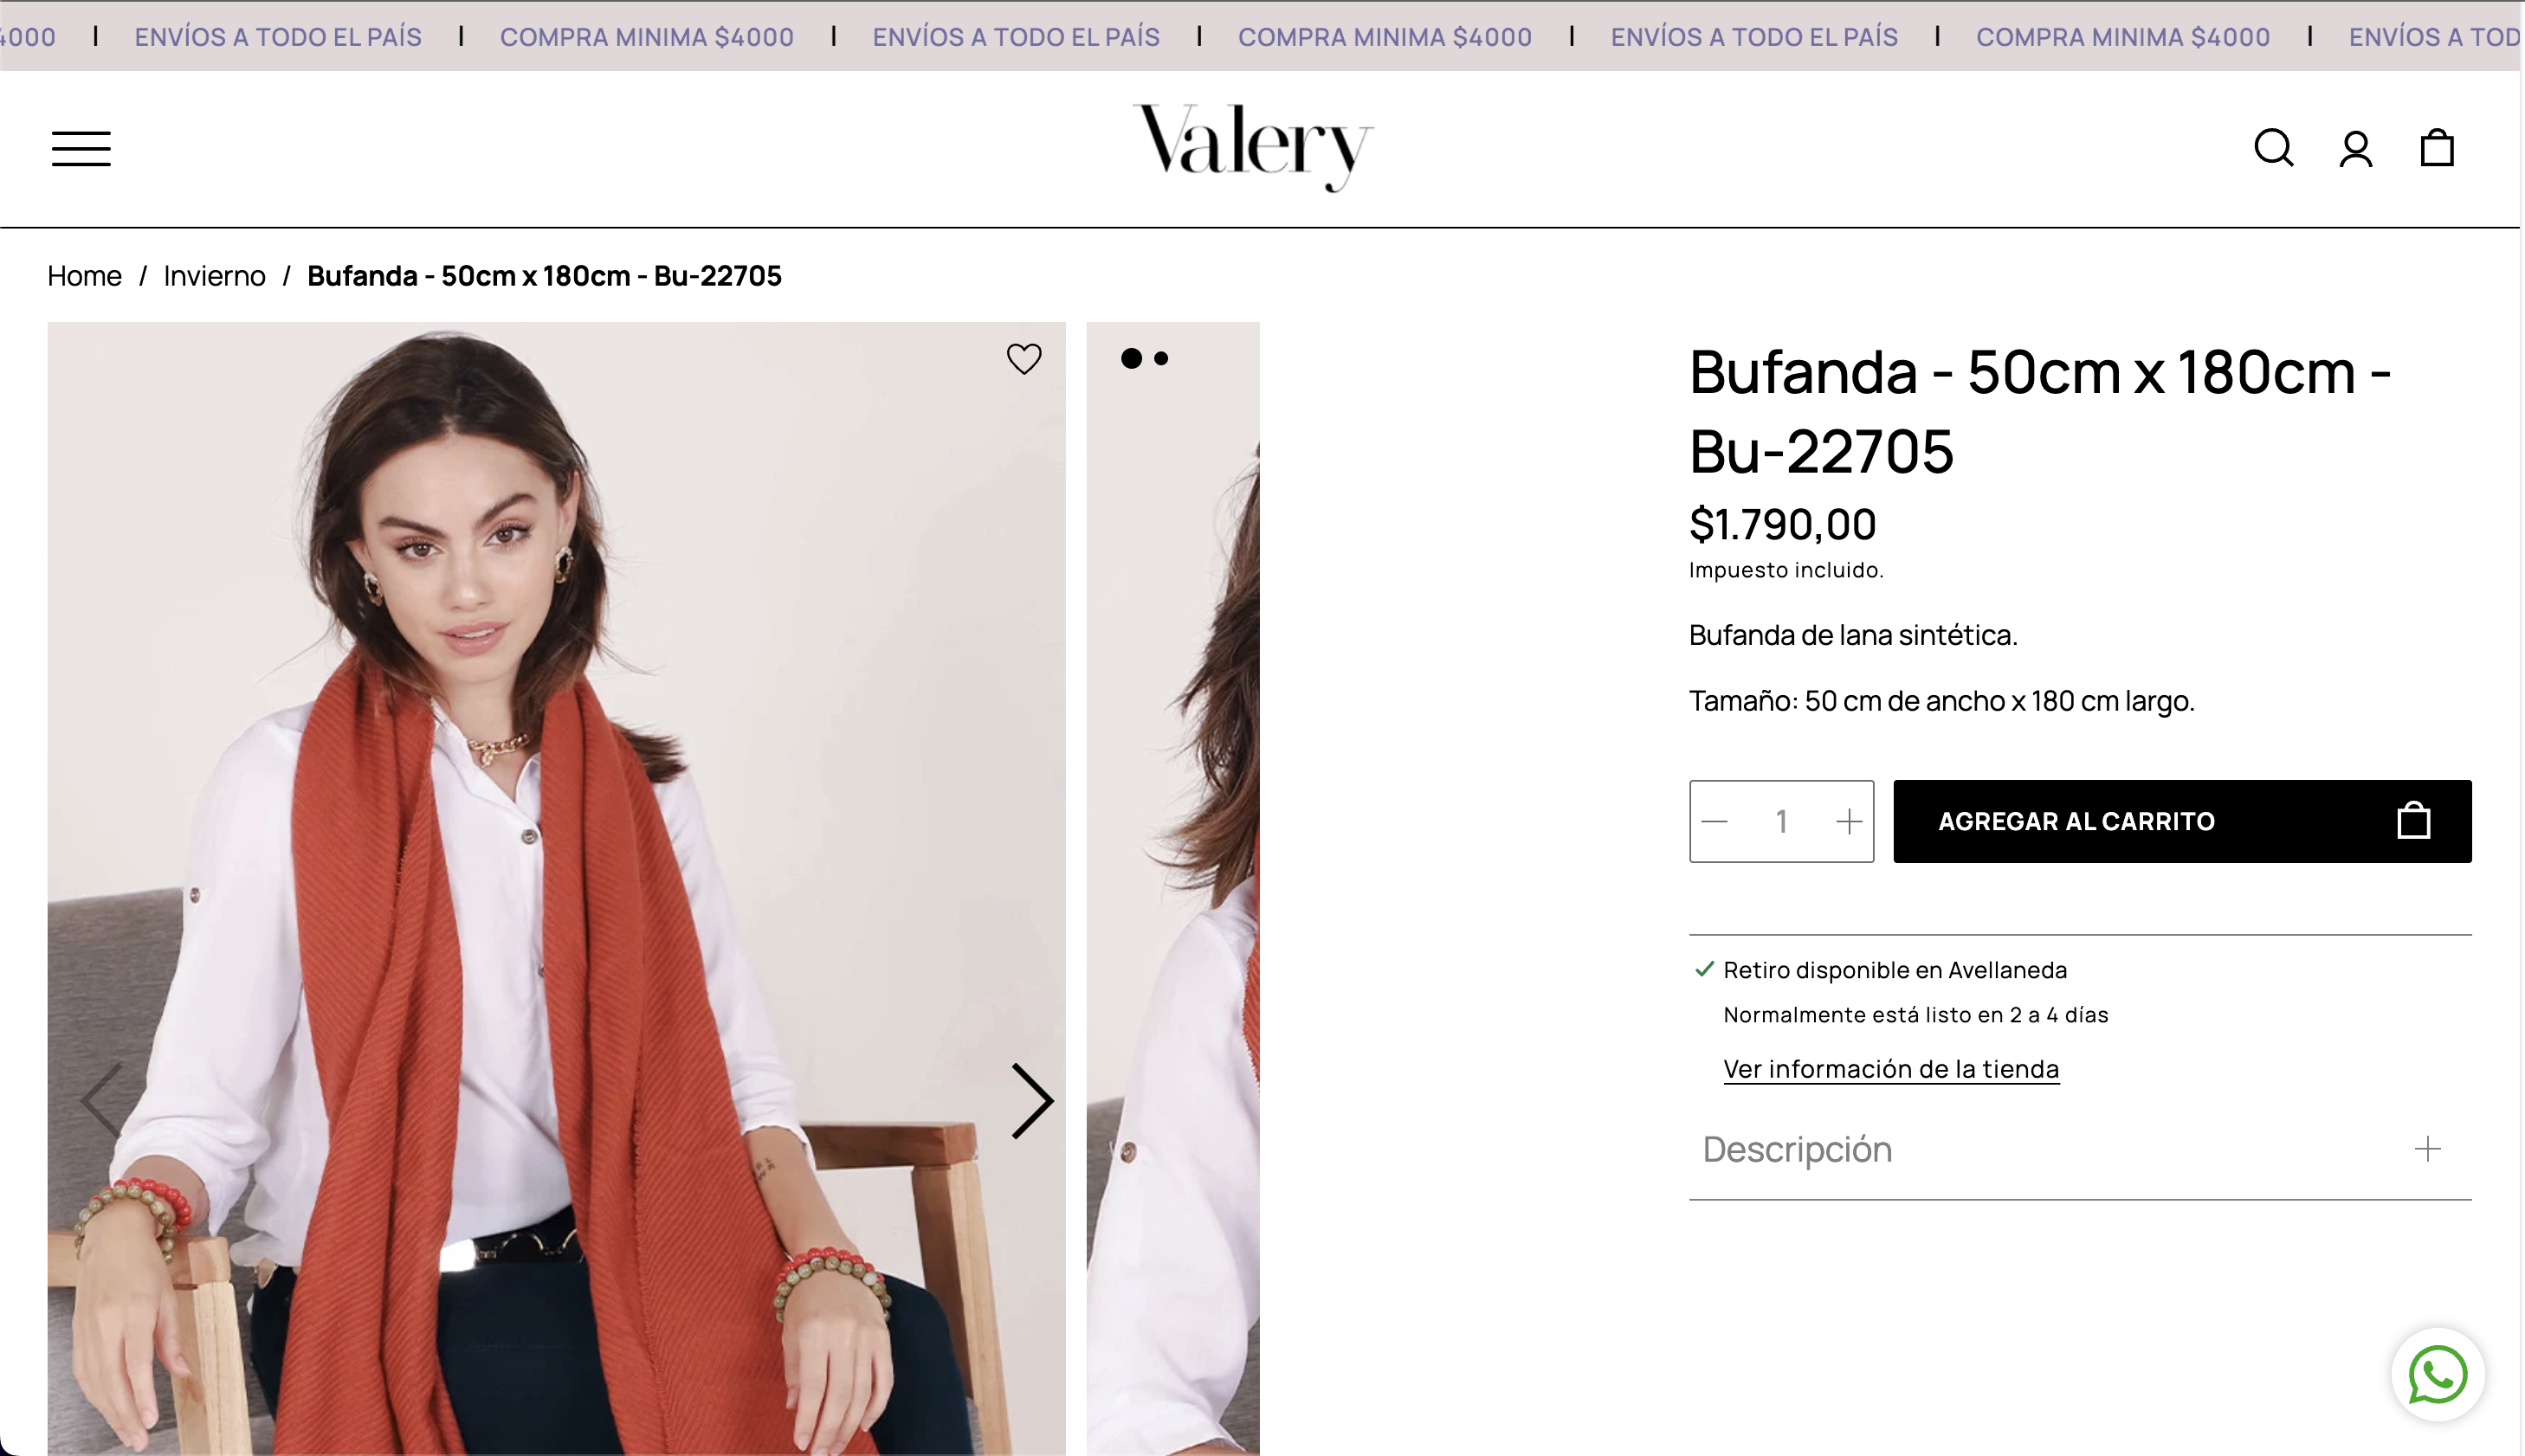 4000 | ENVÍOS A TODO EL PAÍS | COMPRA MINIMA $4000 | ENVÍOS A TODO EL PAÍS | COMPRA MINIMA $4000 | ENVÍOS A TODO EL PAÍS | COMPRA MINIMA $4000 | ENVÍOS A TOD
Valery
Home / Invierno / Bufanda - 50cm x 180cm - Bu-22705
Bufanda - 50cm x 180cm -
Bu-22705
$1.790,00
Impuesto incluido.
Bufanda de lana sintética.
Tamaño: 50 cm de ancho x 180 cm largo.
1
AGREGAR AL CARRITO
Retiro disponible en Avellaneda
Normalmente está listo en 2 a 4 días
Ver información de la tienda
Descripción